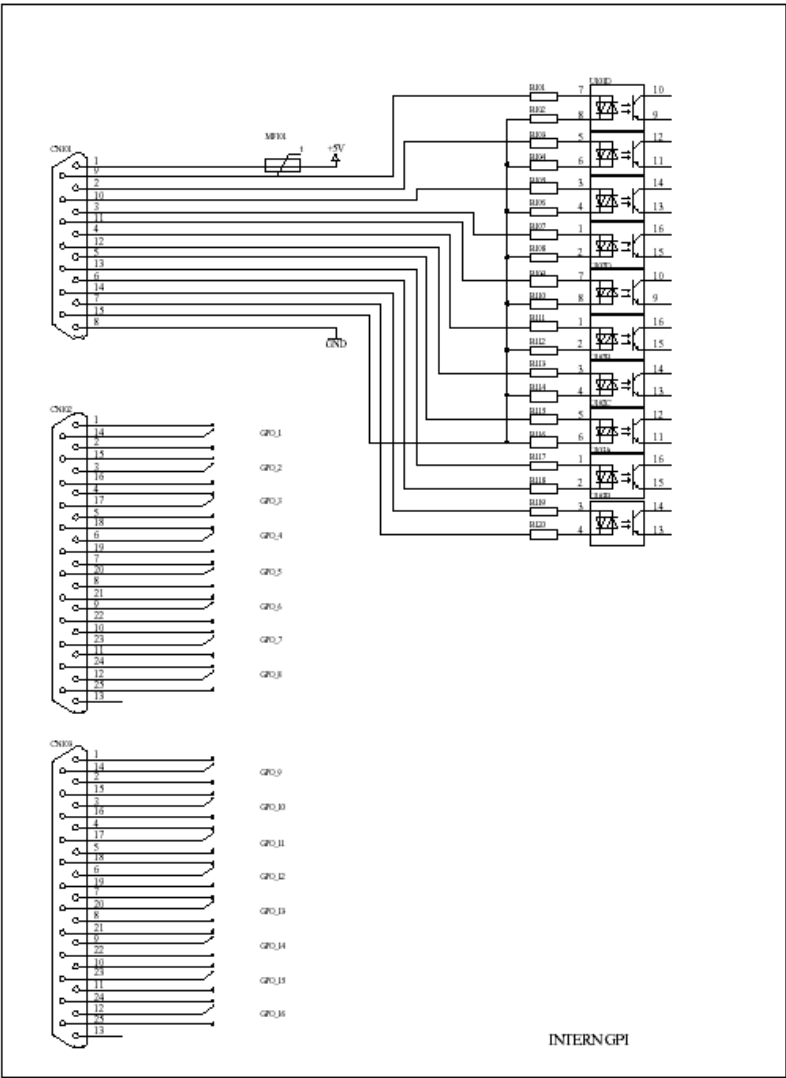 R101
7
10
R102
8
9
R103
5
12
CN101
MF101
t
+5V
R104
6
11
R105
3
14
R106
4
13
R107
1
16
R108
2
15
R109
7
10
R110
8
9
R111
1
16
R112
2
15
R113
3
14
R114
4
13
R115
5
12
R116
6
11
R117
1
16
R118
2
15
R119
3
14
R120
4
13
1
9
2
10
3
11
4
12
5
13
6
14
7
15
8
GND
CN102
1
14
2
15
3
16
4
17
5
18
6
19
7
20
8
21
9
22
10
23
11
24
12
25
13
GPO_1
GPO_2
GPO_3
GPO_4
GPO_5
GPO_6
GPO_7
GPO_8
CN103
1
14
2
15
3
16
4
17
5
18
6
19
7
20
8
21
9
22
10
23
11
24
12
25
13
GPO_9
GPO_10
GPO_11
GPO_12
GPO_13
GPO_14
GPO_15
GPO_16
INTERN GPI